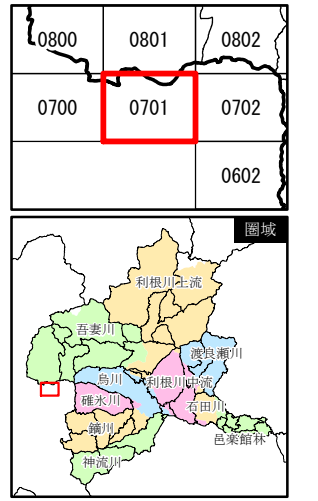 0800 0801 0802
0700 0701 0702
0602
圏域
利根川上流
吾妻川
渡良瀬川
烏川 利根川中流
碓氷川
石田川
鏑川
邑楽館林
神流川